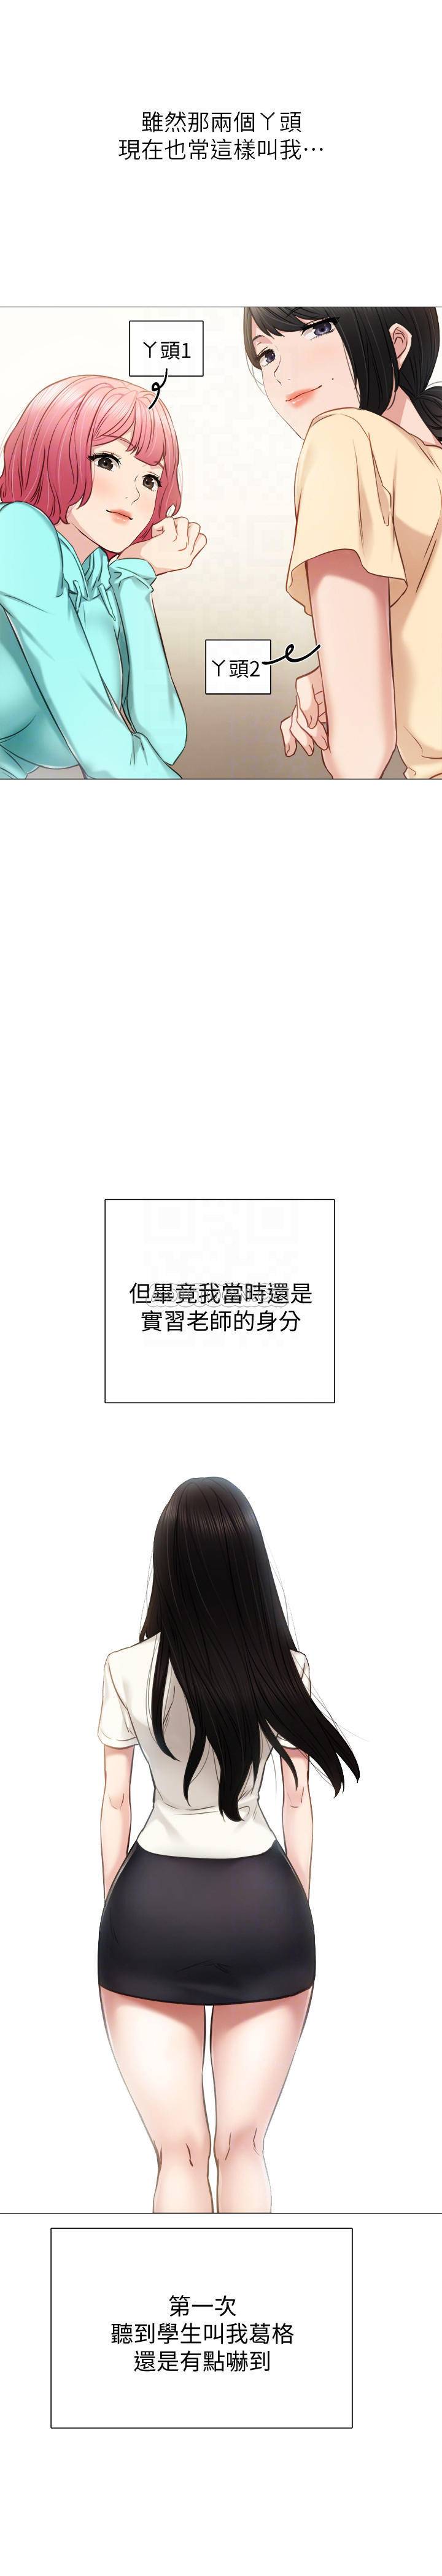 雖然那兩個丫頭
現在也常這樣叫我…
丫頭1
丫頭2
但畢竟我當時還是
實習老師的身分
第一次
聽到學生叫我葛格
還是有點嚇到